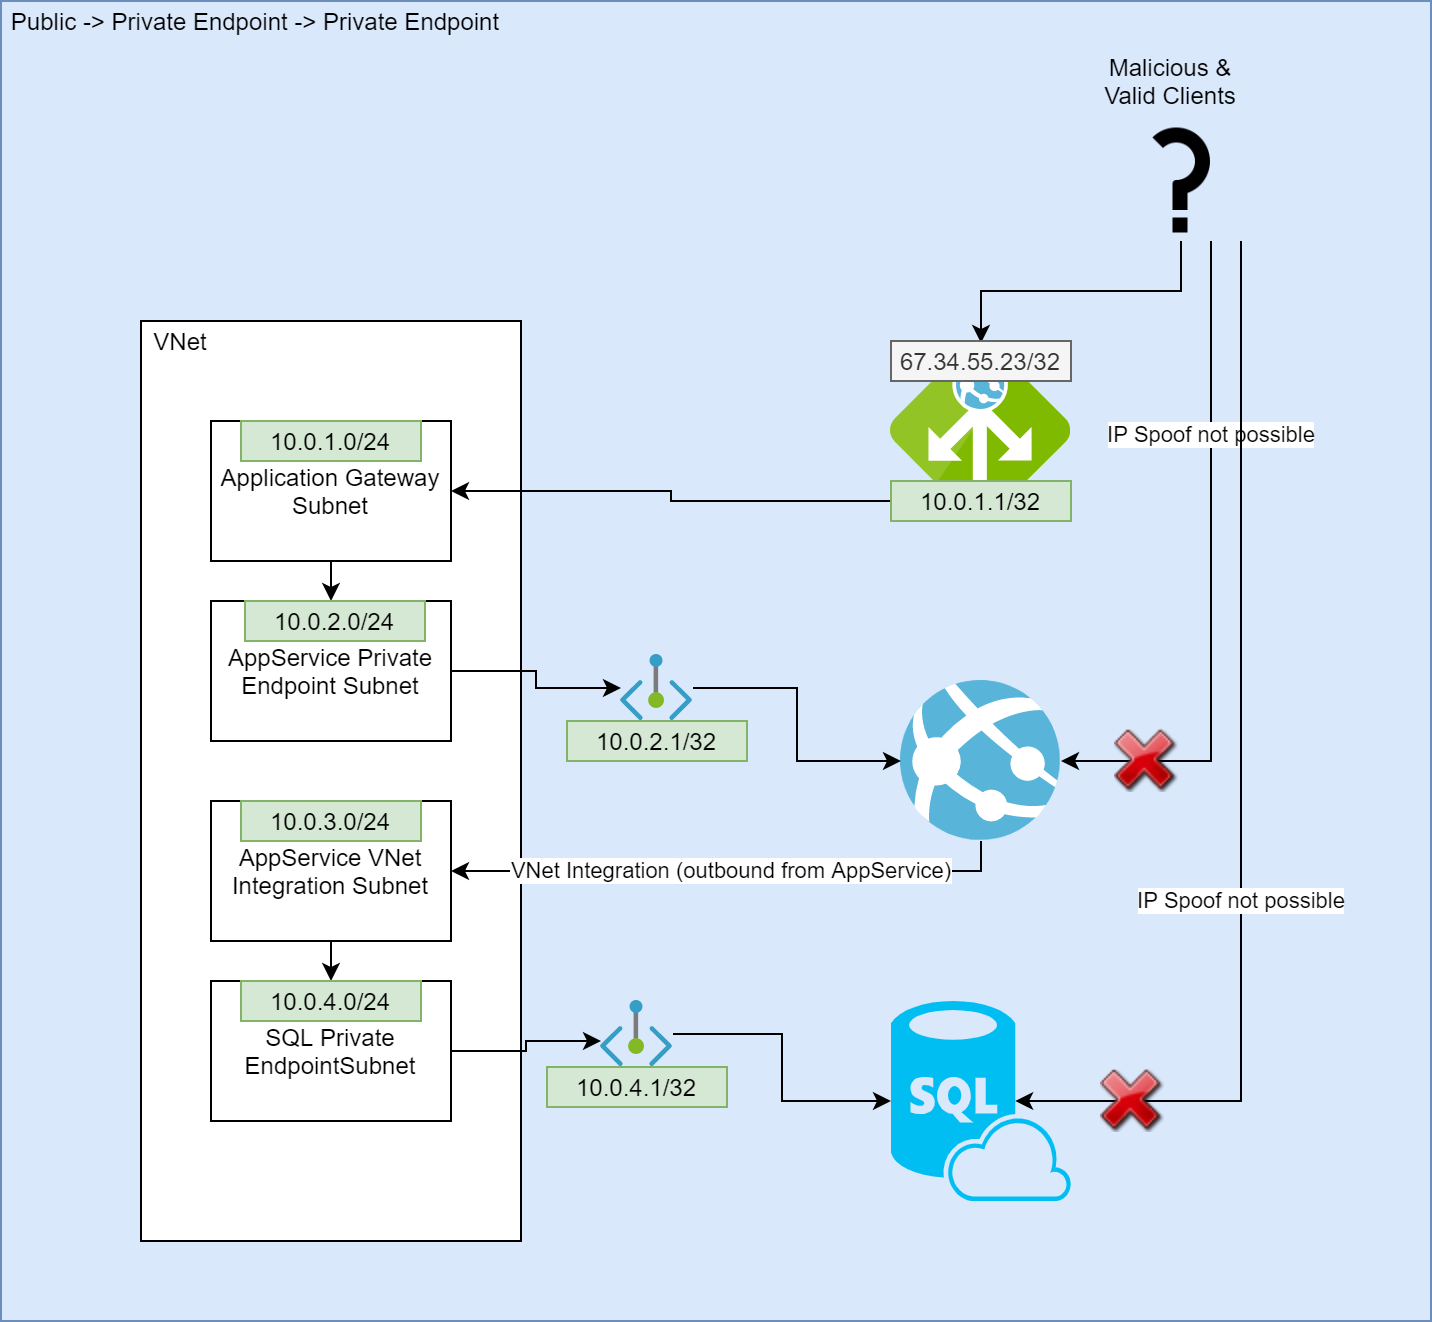 Public -> Private Endpoint -> Private Endpoint
Malicious &
Valid Clients
VNet
67.34.55.23/32
10.0.1.0/24
Application Gateway
Subnet
IP Spoof not possible
10.0.1.1/32
10.0.2.0/24
AppService Private
Endpoint Subnet
10.0.2.1/32
10.0.3.0/24
AppService VNet
Integration Subnet
VNet Integration (outbound from AppService)
IP Spoof not possible
10.0.4.0/24
SQL Private
EndpointSubnet
10.0.4.1/32
SQL